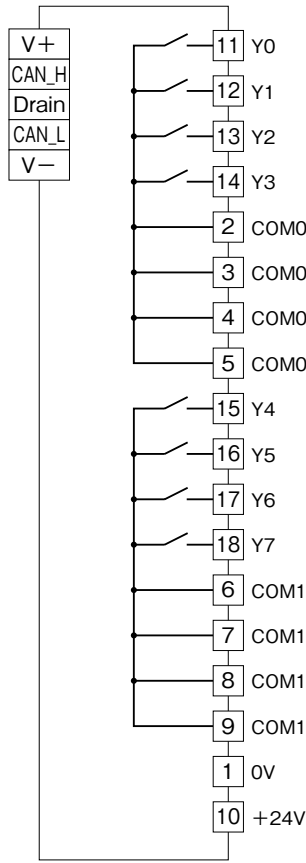 V+
CAN_H
Drain
CAN_L
V−
11 Y0
12 Y1
13 Y2
14 Y3
2 COM0
3 COM0
4 COM0
5 COM0
15 Y4
16 Y5
17 Y6
18 Y7
6 COM1
7 COM1
8 COM1
9 COM1
1 0V
10 +24V